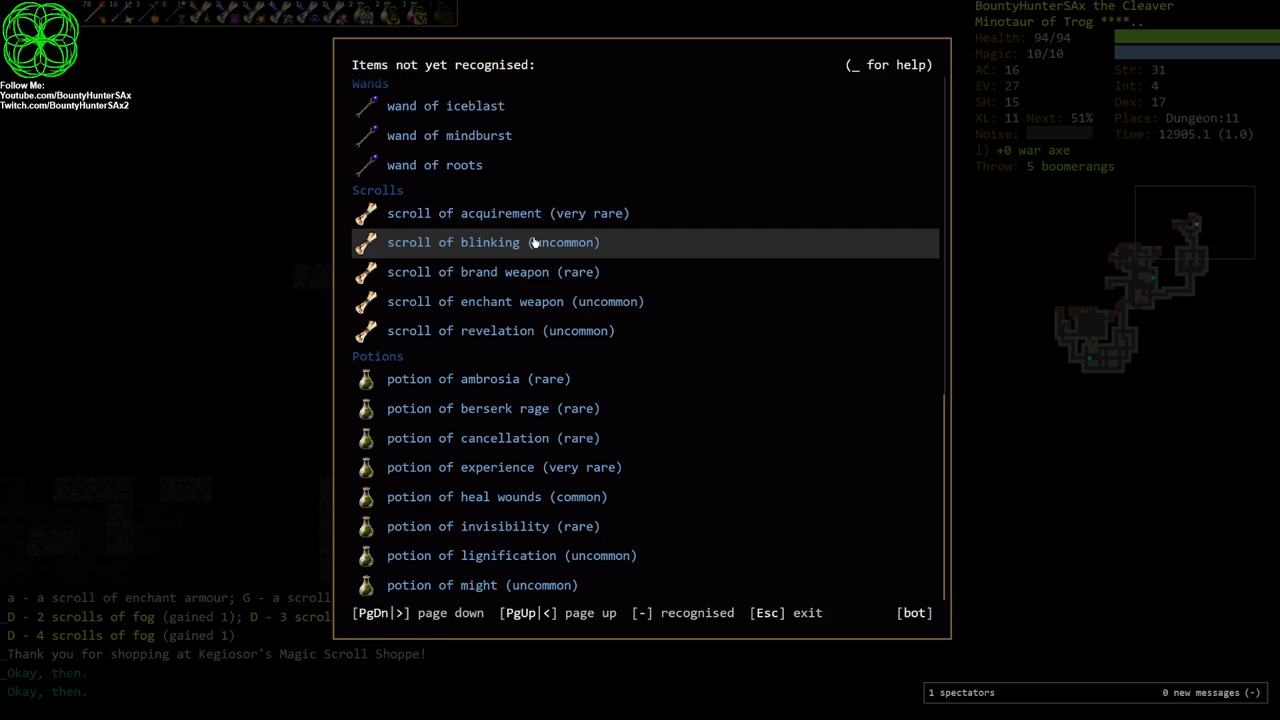 78 16 3
BountyHunterSAx the Cleaver
Minotaur of Trog ****..
Health: 94/94
Magic: 10/10
AC: 16 Str: 31
EV: 27 Int: 4
SH: 15 Dex: 17
XL: 11 Next: 51% Place: Dungeon:11
Noise: Time: 12905.1 (1.0)
l) +0 war axe
Throw: 5 boomerangs
Follow Me:
Youtube.com/BountyHunterSAx
Twitch.com/BountyHunterSAx2
Items not yet recognised: (_ for help)
Wands
wand of iceblast
wand of mindburst
wand of roots
Scrolls
scroll of acquirement (very rare)
scroll of blinking (uncommon)
scroll of brand weapon (rare)
scroll of enchant weapon (uncommon)
scroll of revelation (uncommon)
Potions
potion of ambrosia (rare)
potion of berserk rage (rare)
potion of cancellation (rare)
potion of experience (very rare)
potion of heal wounds (common)
potion of invisibility (rare)
potion of lignification (uncommon)
potion of might (uncommon)
[PgDn|>] page down [PgUp|<] page up [-] recognised [Esc] exit [bot]
a - a scroll of enchant armour; G - a scroll
D - 2 scrolls of fog (gained 1); D - 3 scrol
D - 4 scrolls of fog (gained 1)
_Thank you for shopping at Kegiosor's Magic Scroll Shoppe!
_Okay, then.
Okay, then.
1 spectators 0 new messages (-)